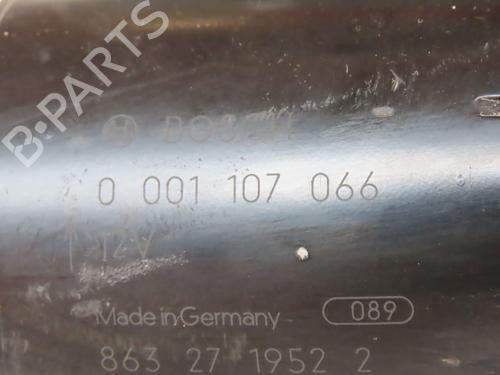 B-PARTS
BOSCH
0 001 107 066
12V
Made in Germany
089
863 27 1952 2